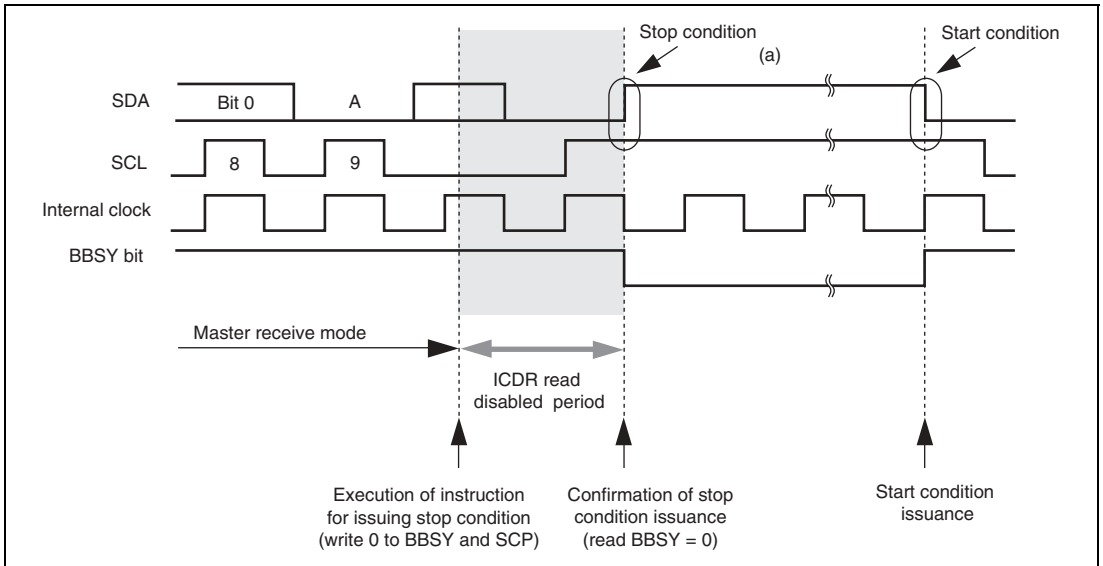 Stop condition
(a)
Start condition
SDA
Bit 0
A
SCL
8
9
Internal clock
BBSY bit
Master receive mode
ICDR read
disabled period
Execution of instruction
for issuing stop condition
(write 0 to BBSY and SCP)
Confirmation of stop
condition issuance
(read BBSY = 0)
Start condition
issuance